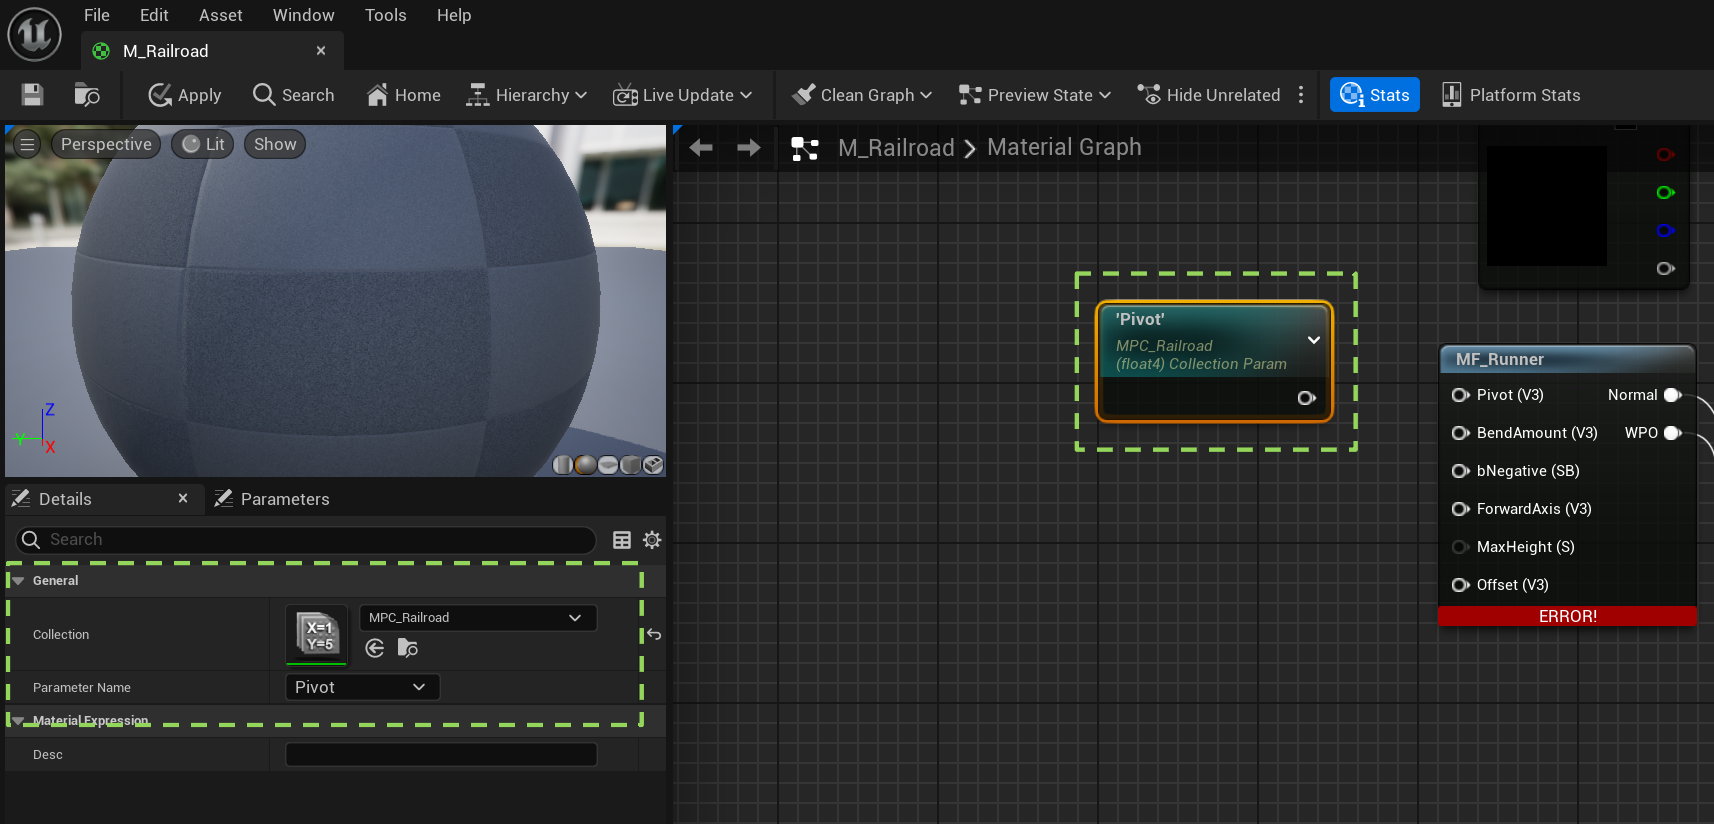 File Edit Asset Window Tools Help
M_Railroad
Apply Search Home Hierarchy Live Update Clean Graph Preview State Hide Unrelated Stats Platform Stats
Perspective Lit Show
M_Railroad Material Graph
'Pivot'
MPC_Railroad
(float4) Collection Param
MF_Runner
Pivot (V3) Normal
BendAmount (V3) WPO
bNegative (SB)
ForwardAxis (V3)
MaxHeight (S)
Offset (V3)
ERROR!
Z
Y
X
Details Parameters
Search
General
Collection
X=1
Y=5
MPC_Railroad
Parameter Name Pivot
Material Expression
Desc